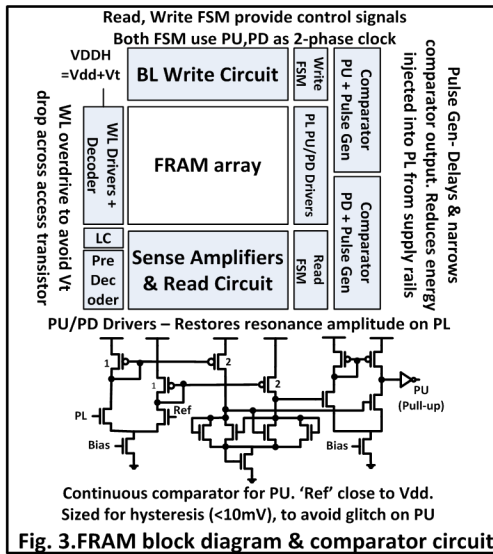 Read, Write FSM provide control signals
Both FSM use PU,PD as 2-phase clock
VDDH
=Vdd+Vt
WL overdrive to avoid Vt
drop across access transistor
WL Drivers +
Decoder
LC
Pre
Dec
oder
BL Write Circuit
FRAM array
Sense Amplifiers
& Read Circuit
Write
FSM
PL PU/PD Drivers
Read
FSM
Comparator
PU + Pulse Gen
Comparator
PD + Pulse Gen
Pulse Gen- Delays & narrows
comparator output. Reduces energy
injected into PL from supply rails
PU/PD Drivers – Restores resonance amplitude on PL
1
2
1
2
PL
Ref
Bias
Bias
PU
(Pull-up)
Continuous comparator for PU. ‘Ref’ close to Vdd.
Sized for hysteresis (<10mV), to avoid glitch on PU
Fig. 3.FRAM block diagram & comparator circuit